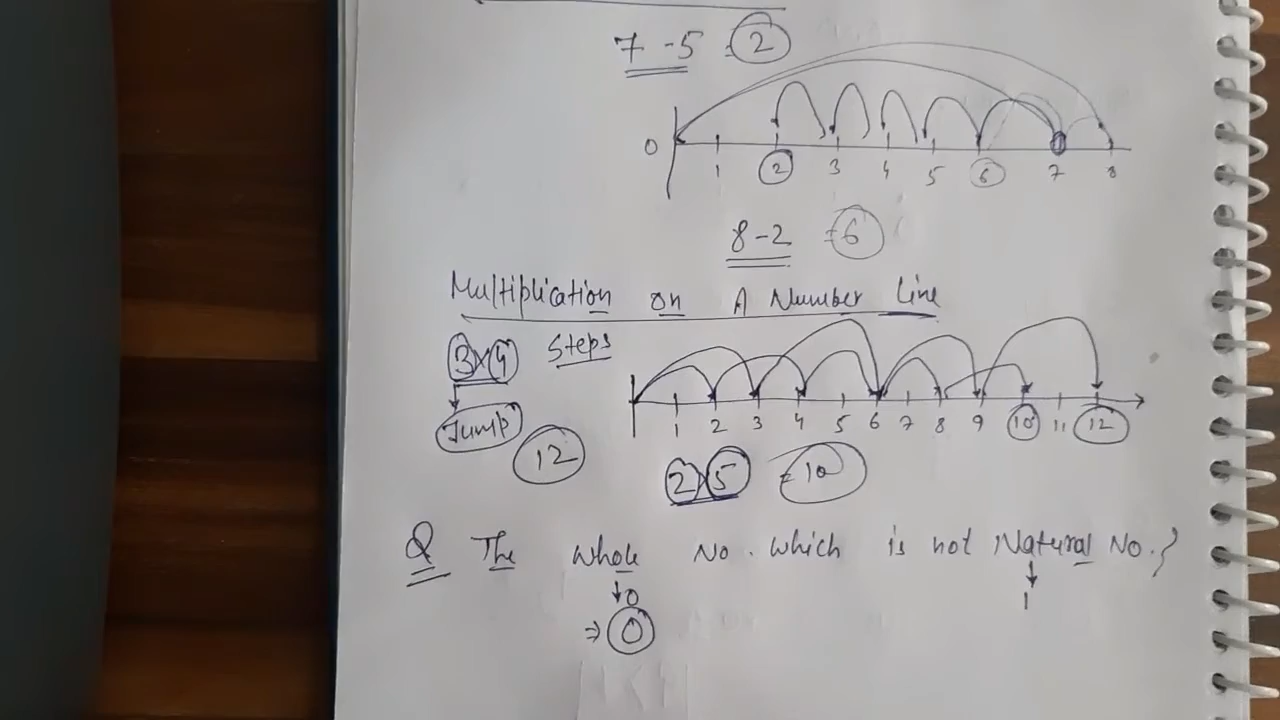 7 - 5 = 2
0 1 2 3 4 5 6 7 8
8 - 2 = 6
Multiplication on A Number Line
3 x 4 Steps
Jump
12
1 2 3 4 5 6 7 8 9 10 11 12
2 x 5 = 10
Q The whole No. which is not Natural No. ?
0 1
⇒ 0